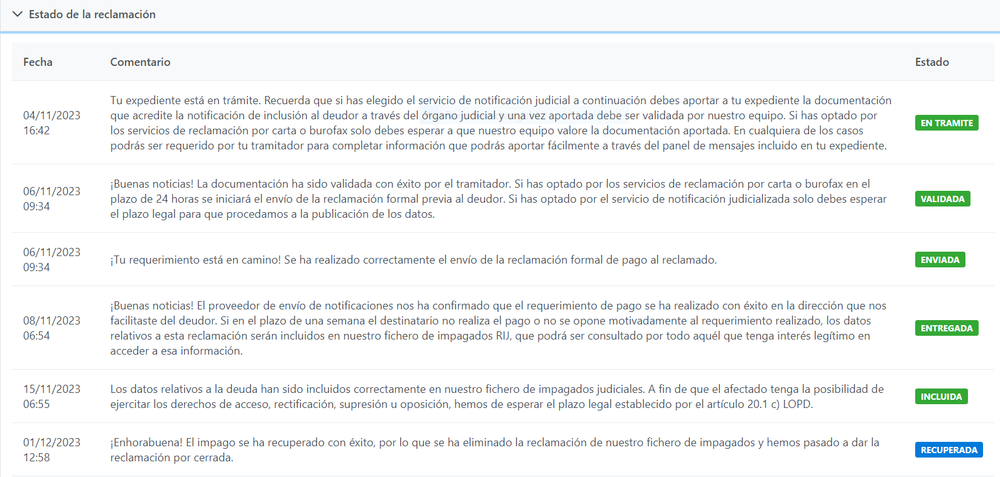 Estado de la reclamación
Fecha
Comentario
Estado
04/11/2023
16:42
Tu expediente está en trámite. Recuerda que si has elegido el servicio de notificación judicial a continuación debes aportar a tu expediente la documentación
que acredite la notificación de inclusión al deudor a través del órgano judicial y una vez aportada debe ser validada por nuestro equipo. Si has optado por
los servicios de reclamación por carta o burofax solo debes esperar a que nuestro equipo valore la documentación aportada. En cualquiera de los casos
podrás ser requerido por tu tramitador para completar información que podrás aportar fácilmente a través del panel de mensajes incluido en tu expediente.
EN TRAMITE
06/11/2023
09:34
¡Buenas noticias! La documentación ha sido validada con éxito por el tramitador. Si has optado por los servicios de reclamación por carta o burofax en el
plazo de 24 horas se iniciará el envío de la reclamación formal previa al deudor. Si has optado por el servicio de notificación judicializada solo debes esperar
el plazo legal para que procedamos a la publicación de los datos.
VALIDADA
06/11/2023
09:34
¡Tu requerimiento está en camino! Se ha realizado correctamente el envío de la reclamación formal de pago al reclamado.
ENVIADA
08/11/2023
06:54
¡Buenas noticias! El proveedor de envío de notificaciones nos ha confirmado que el requerimiento de pago se ha realizado con éxito en la dirección que nos
facilitaste del deudor. Si en el plazo de una semana el destinatario no realiza el pago o no se opone motivadamente al requerimiento realizado, los datos
relativos a esta reclamación serán incluidos en nuestro fichero de impagados RIJ, que podrá ser consultado por todo aquél que tenga interés legítimo en
acceder a esa información.
ENTREGADA
15/11/2023
06:55
Los datos relativos a la deuda han sido incluidos correctamente en nuestro fichero de impagados judiciales. A fin de que el afectado tenga la posibilidad de
ejercitar los derechos de acceso, rectificación, supresión u oposición, hemos de esperar el plazo legal establecido por el artículo 20.1 c) LOPD.
INCLUIDA
01/12/2023
12:58
¡Enhorabuena! El impago se ha recuperado con éxito, por lo que se ha eliminado la reclamación de nuestro fichero de impagados y hemos pasado a dar la
reclamación por cerrada.
RECUPERADA